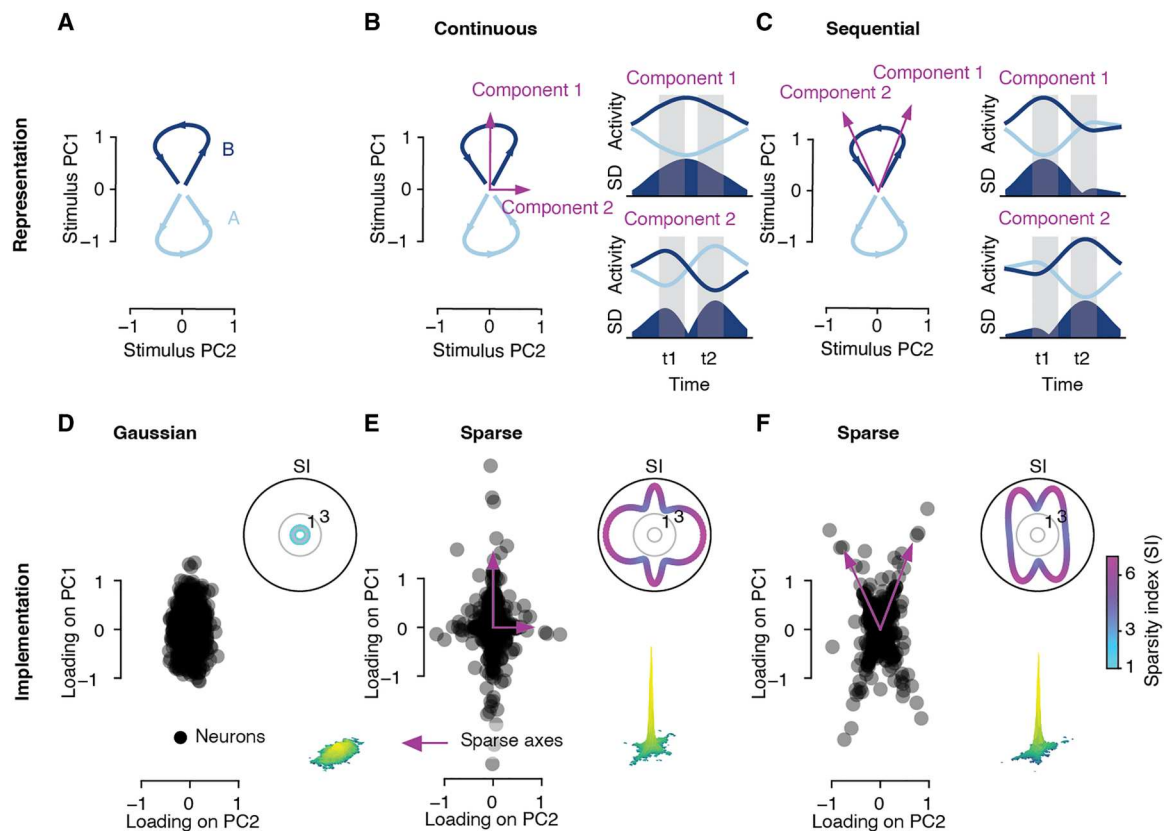 A
B
Continuous
C
Sequential
Representation
Stimulus PC1
1
0
−1
B
A
−1
0
1
Stimulus PC2
Stimulus PC1
1
0
−1
Component 1
Component 2
−1
0
1
Stimulus PC2
Component 1
Activity
SD
Component 2
Activity
SD
t1
t2
Time
Stimulus PC1
1
0
−1
Component 1
Component 2
−1
0
1
Stimulus PC2
Component 1
Activity
SD
Component 2
Activity
SD
t1
t2
Time
D
Gaussian
E
Sparse
F
Sparse
Implementation
SI
1
3
Loading on PC1
1
0
−1
Neurons
−1
0
1
Loading on PC2
SI
1
3
Loading on PC1
1
0
−1
Sparse axes
−1
0
1
Loading on PC2
SI
1
3
Loading on PC1
1
0
−1
−1
0
1
Loading on PC2
6
3
1
Sparsity index (SI)